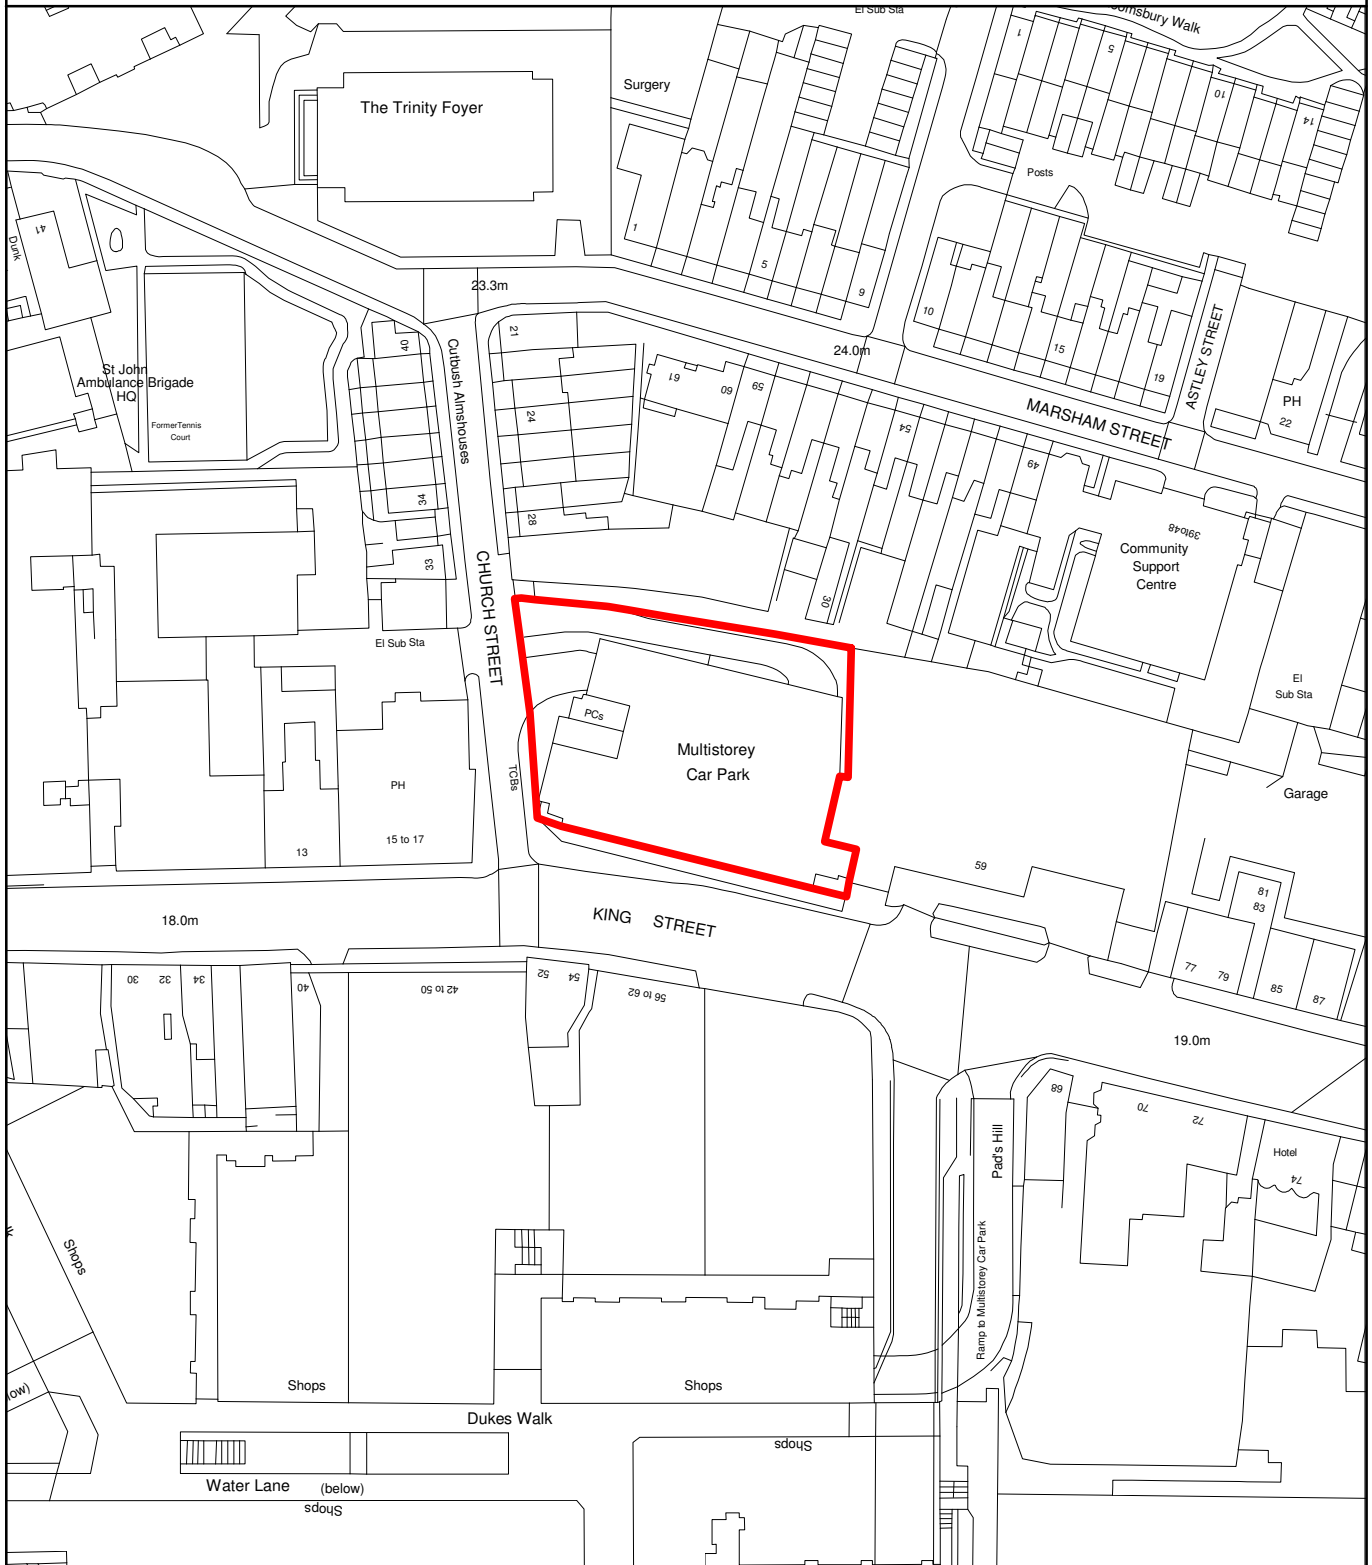 El Sub Sta
omsbury Walk
1
5
10
14
Surgery
The Trinity Foyer
Posts
41
Dunk
1
5
9
23.3m
10
15
19
ASTLEY STREET
PH
22
24.0m
MARSHAM STREET
St John
Ambulance Brigade
HQ
Former Tennis
Court
40
34
33
Cutbush Almshouses
21
24
28
61
60
59
54
49
39to48
Community
Support
Centre
30
El Sub Sta
CHURCH STREET
El
Sub Sta
PCs
Multistorey
Car Park
TCBs
PH
15 to 17
13
Garage
59
81
83
77
79
85
87
18.0m
KING STREET
30
32
34
40
42 to 50
52
54
56 to 62
19.0m
68
70
72
Hotel
74
Pad's Hill
Ramp to Multistorey Car Park
Shops
Shops
Shops
low)
Dukes Walk
Shops
Water Lane
(below)
Shops